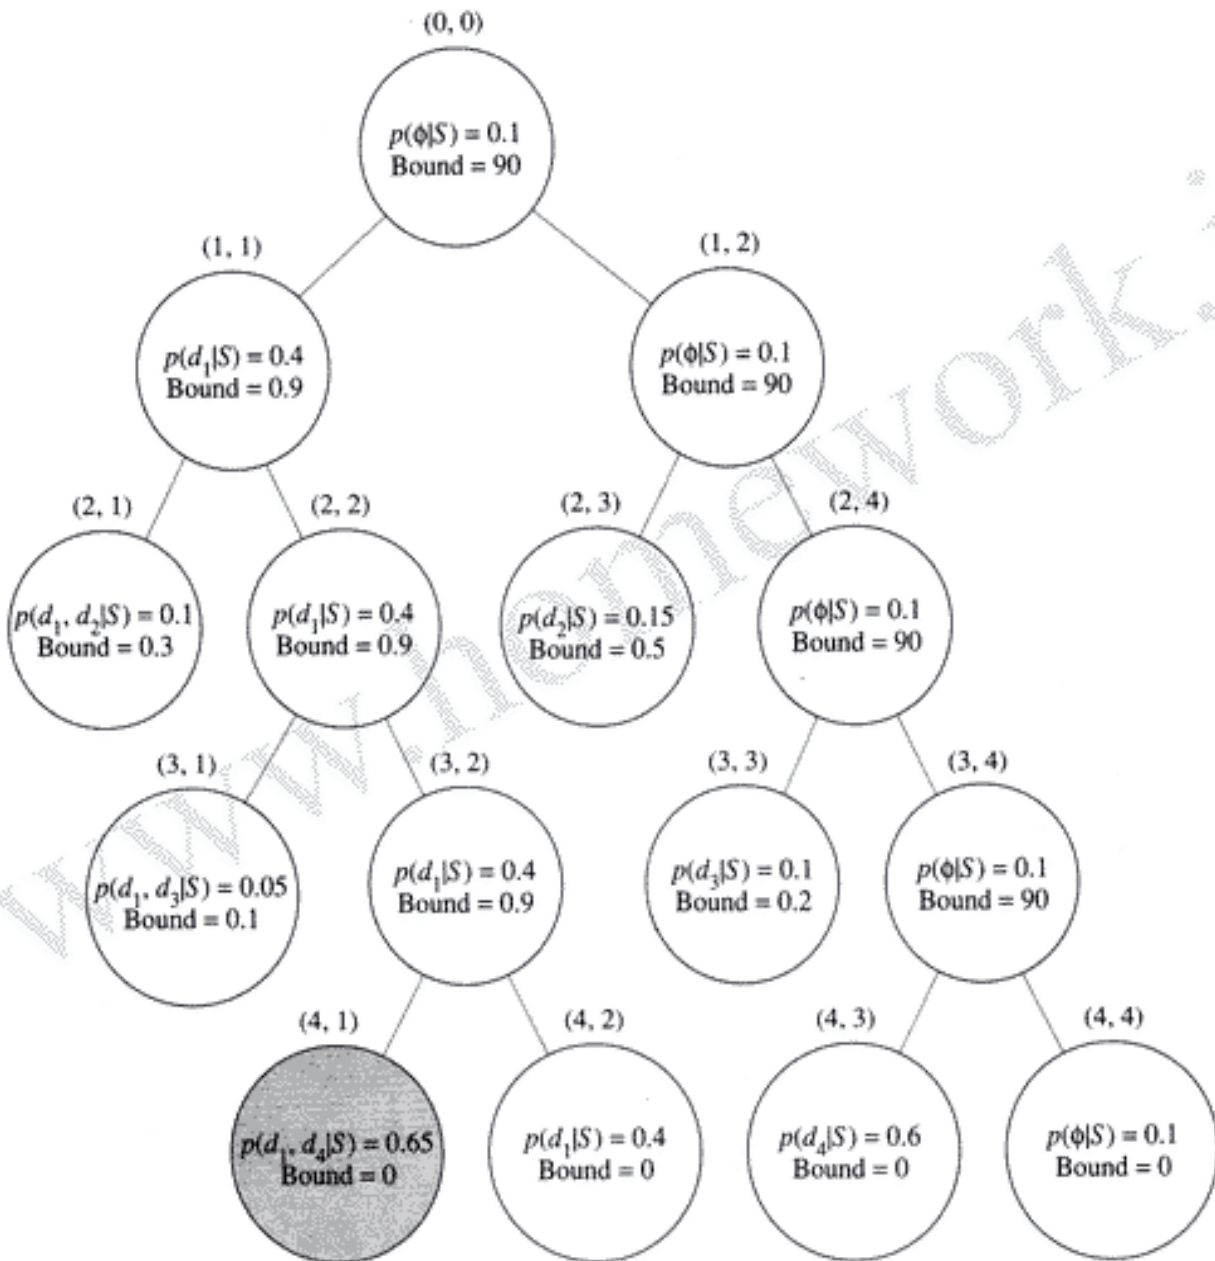 (0, 0)
p(ϕ|S) = 0.1
Bound = 90
(1, 1)
(1, 2)
p(d₁|S) = 0.4
Bound = 0.9
p(ϕ|S) = 0.1
Bound = 90
(2, 1)
(2, 2)
(2, 3)
(2, 4)
p(d₁, d₂|S) = 0.1
Bound = 0.3
p(d₁|S) = 0.4
Bound = 0.9
p(d₂|S) = 0.15
Bound = 0.5
p(ϕ|S) = 0.1
Bound = 90
(3, 1)
(3, 2)
(3, 3)
(3, 4)
p(d₁, d₃|S) = 0.05
Bound = 0.1
p(d₁|S) = 0.4
Bound = 0.9
p(d₃|S) = 0.1
Bound = 0.2
p(ϕ|S) = 0.1
Bound = 90
(4, 1)
(4, 2)
(4, 3)
(4, 4)
p(d₁, d₄|S) = 0.65
Bound = 0
p(d₁|S) = 0.4
Bound = 0
p(d₄|S) = 0.6
Bound = 0
p(ϕ|S) = 0.1
Bound = 0
www.homework.